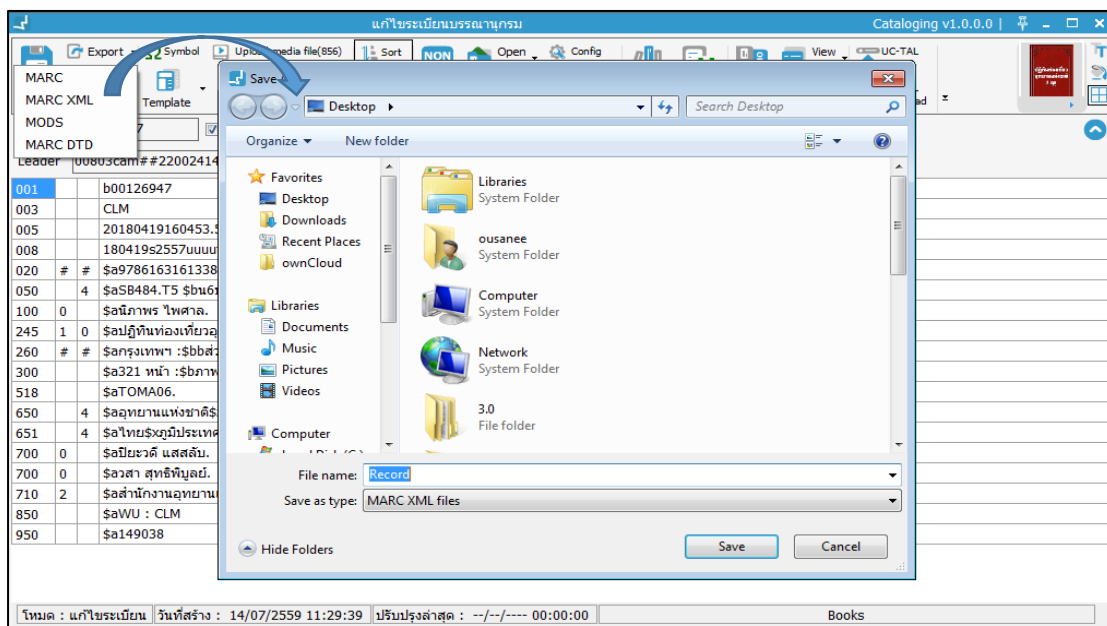 แก้ไขระเบียนบรรณานุกรม Cataloging v1.0.0.0 |
Export Symbol Upload media file(856) Sort NON Open Config View UC-TAL
MARC
MARC XML
MODS
MARC DTD
Template
Leader 00803cam##22002414
001 b00126947
003 CLM
005 20180419160453.5
008 180419s2557uuuu
020 # # $a9786163161338
050 4 $aSB484.T5 $bน61
100 0 $aนิภาพร ไพศาล.
245 1 0 $aปฏิทินท่องเที่ยวอุ
260 # # $aกรุงเทพฯ :$bbส่ว
300 $a321 หน้า :$bภาพ
518 $aTOMA06.
650 4 $aอุทยานแห่งชาติ$
651 4 $aไทย$xภูมิประเทศ
700 0 $aปิยะวดี แสสลับ.
700 0 $aวสา สุทธิพิบูลย์.
710 2 $aสำนักงานอุทยาน
850 $aWU : CLM
950 $a149038
Save
Desktop
Search Desktop
Organize New folder
Favorites
Desktop
Downloads
Recent Places
ownCloud
Libraries
Documents
Music
Pictures
Videos
Computer
Libraries
System Folder
ousanee
System Folder
Computer
System Folder
Network
System Folder
3.0
File folder
File name: Record
Save as type: MARC XML files
Hide Folders Save Cancel
โหมด : แก้ไขระเบียน วันที่สร้าง : 14/07/2559 11:29:39 ปรับปรุงล่าสุด : --/--/---- 00:00:00 Books